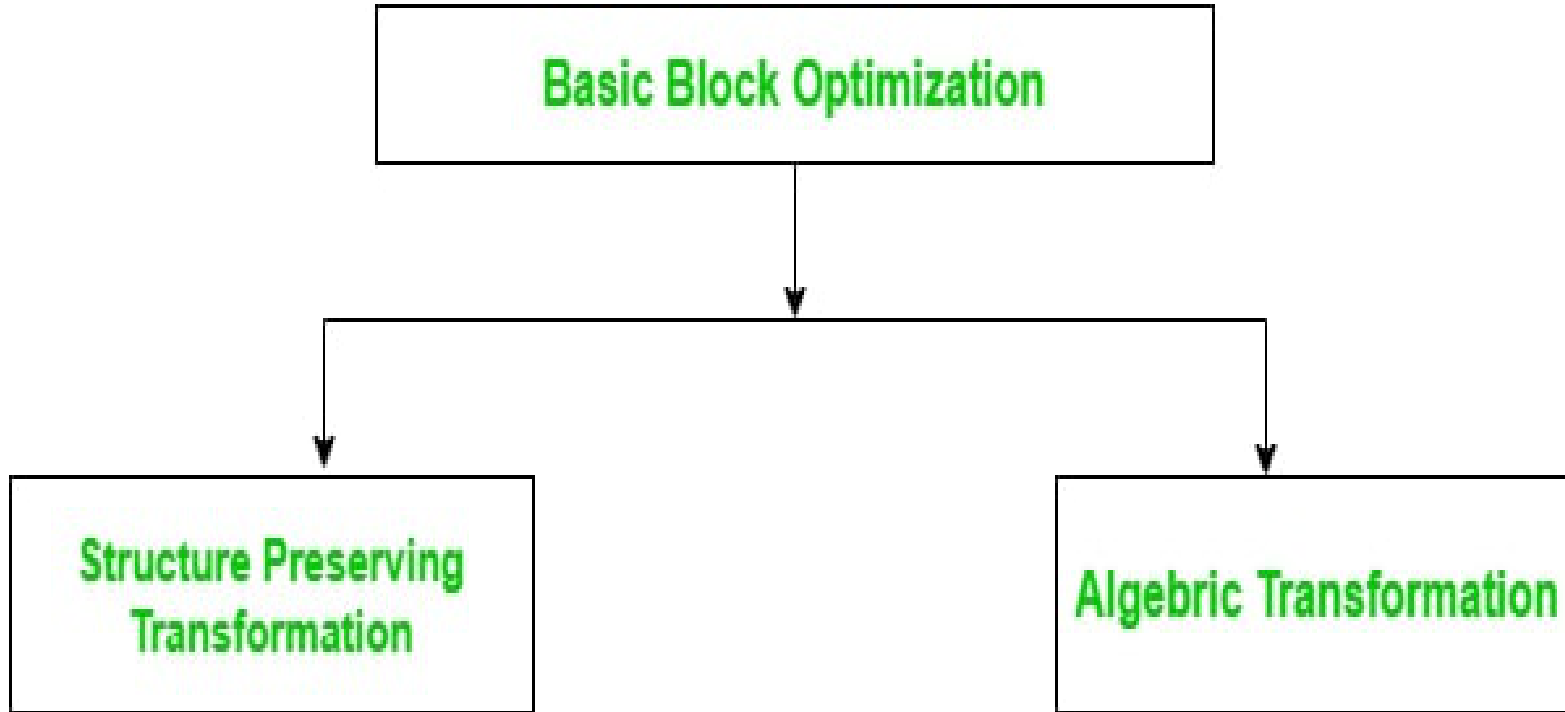 Basic Block Optimization
Structure Preserving
Transformation
Algebric Transformation